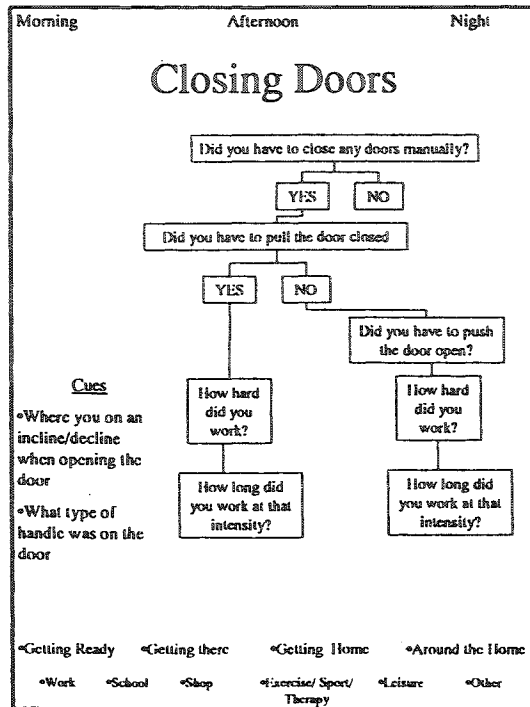 Morning Afternoon Night
Closing Doors
Did you have to close any doors manually?
YES NO
Did you have to pull the door closed
YES NO
Did you have to push
the door open?
How hard
did you
work?
How hard
did you
work?
How long did
you work at that
intensity?
How long did
you work at that
intensity?
Cues
•Where you on an
incline/decline
when opening the
door
•What type of
handle was on the
door
•Getting Ready •Getting there •Getting Home •Around the Home
•Work •School •Shop •Exercise/ Sport/
Therapy •Leisure •Other